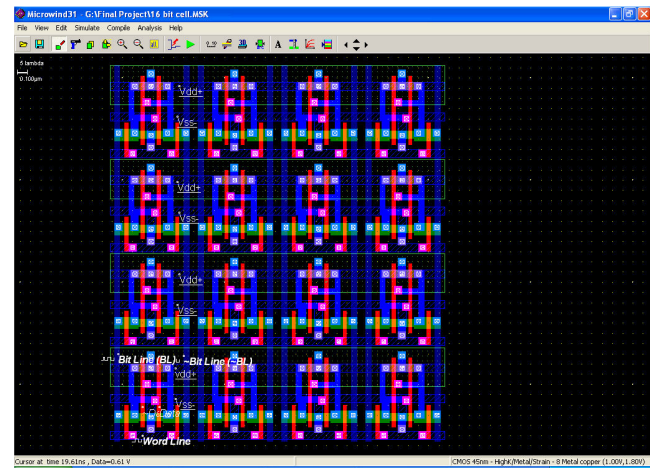 Microwind31 - G:\Final Project\16 bit cell.MSK
File View Edit Simulate Compile Analysis Help
5 lambda
0.100µm
Vdd+
Vss-
Vdd+
Vss-
Vdd+
Vss-
Bit Line (BL) ~Bit Line (~BL)
vdd+
Vss-
Word Line
Cursor at time 19.61ns , Data=0.61 V
CMOS 45nm - HighK/Metal/Strain - 8 Metal copper (1.00V,1.80V)